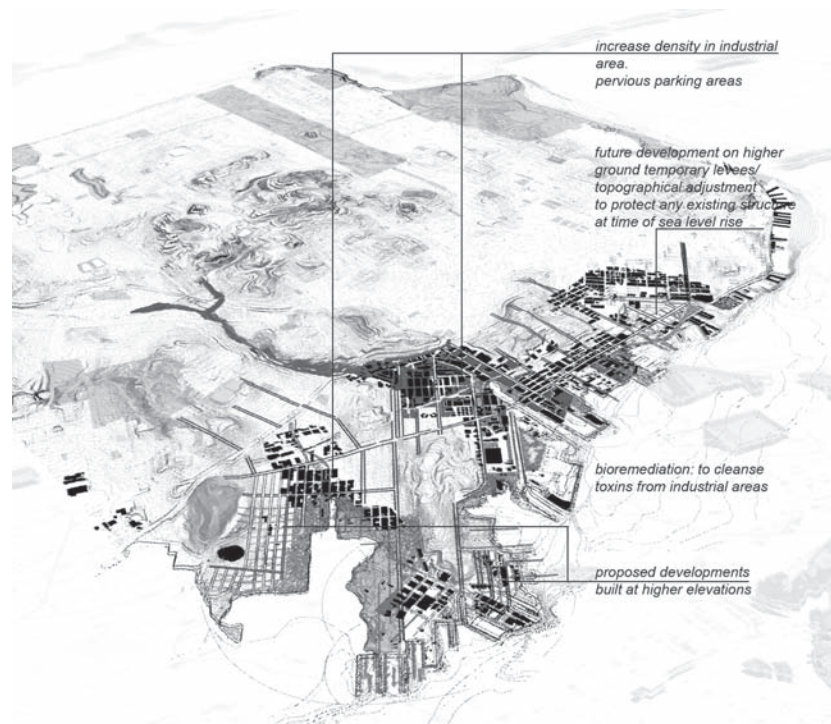 increase density in industrial
area.
pervious parking areas
future development on higher
ground temporary levees/
topographical adjustment
to protect any existing structure
at time of sea level rise
bioremediation: to cleanse
toxins from industrial areas
proposed developments
built at higher elevations